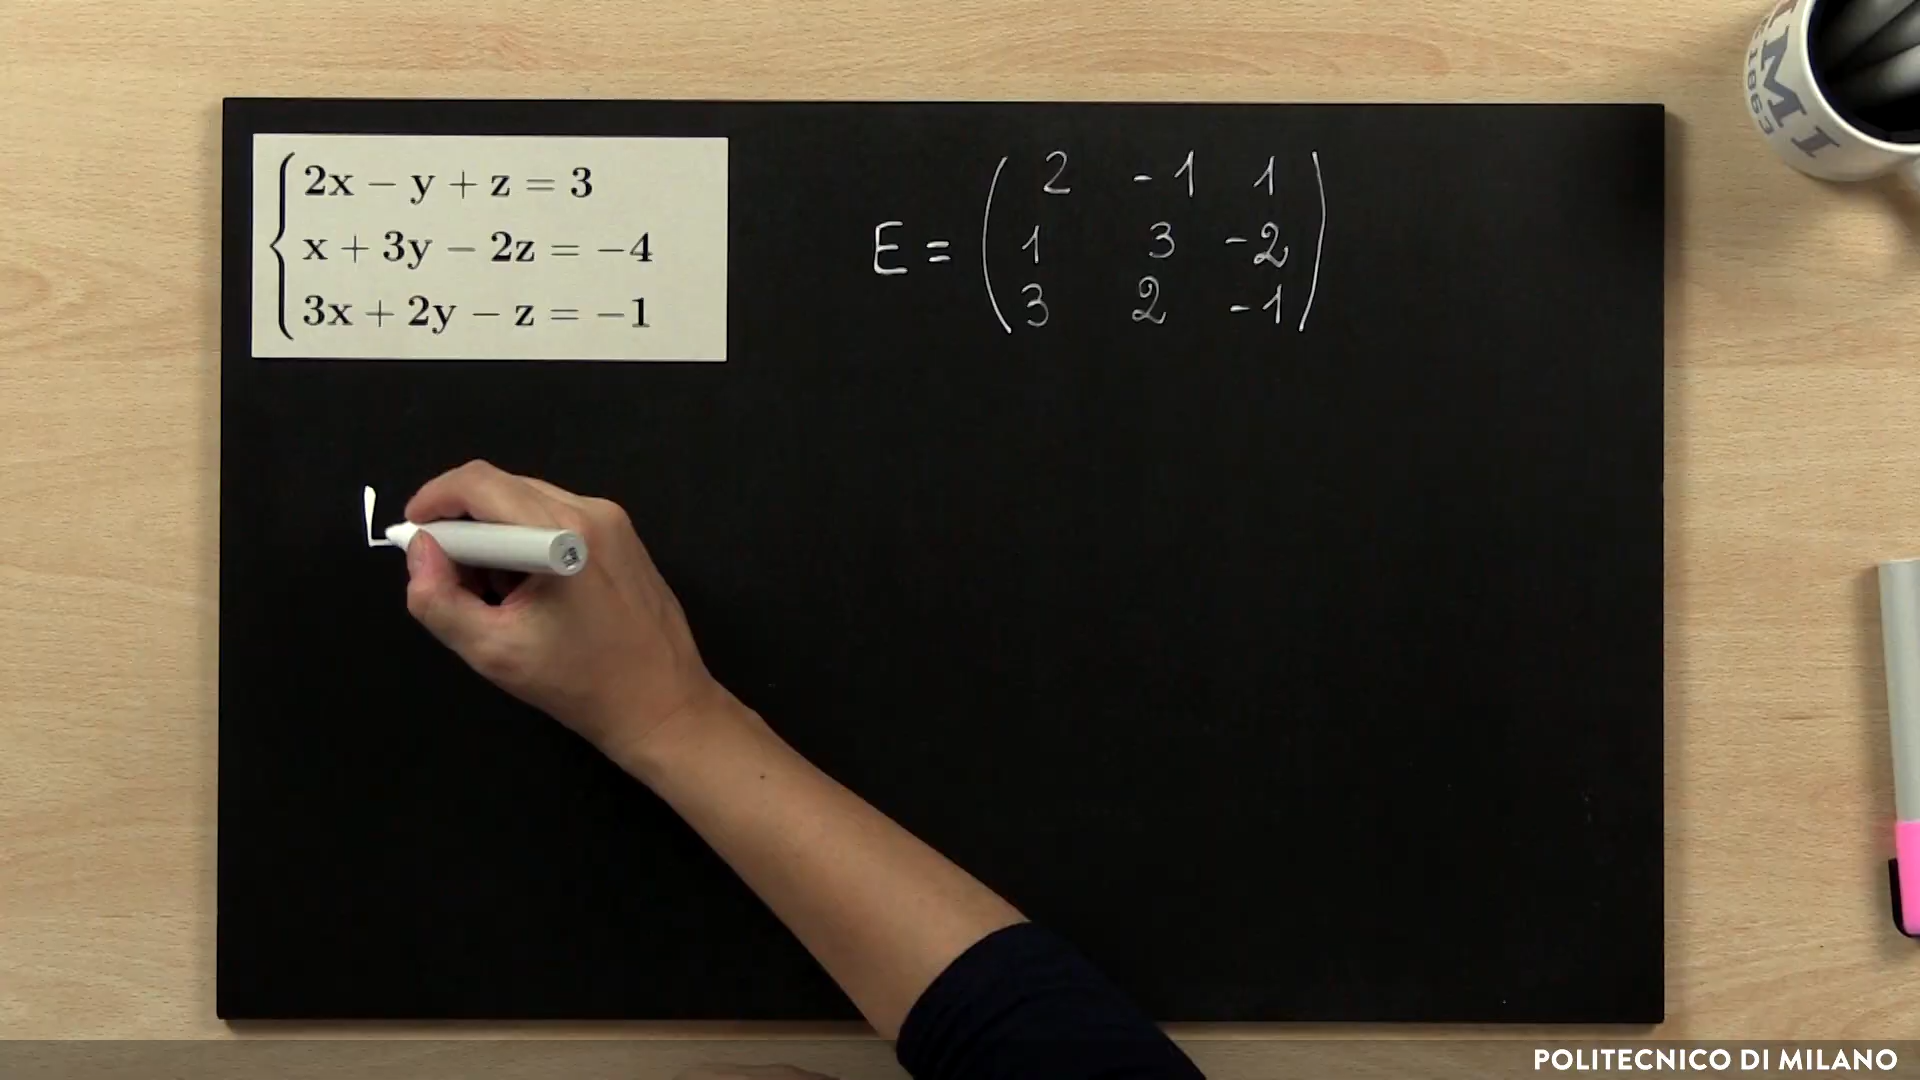 2x − y + z = 3
x + 3y − 2z = −4
3x + 2y − z = −1
E = ( 2 -1 1
1 3 -2
3 2 -1 )
L
1863
POLITECNICO DI MILANO